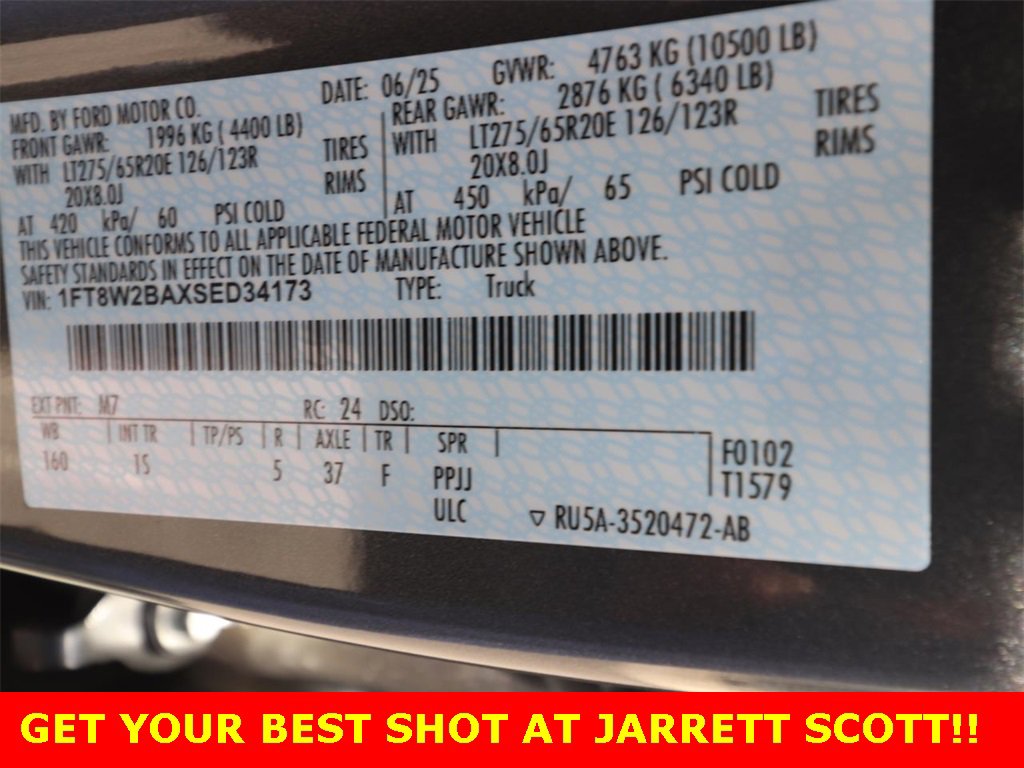 MFD. BY FORD MOTOR CO. DATE: 06/25 GVWR: 4763 KG (10500 LB)
FRONT GAWR: 1996 KG ( 4400 LB) REAR GAWR: 2876 KG ( 6340 LB)
WITH LT275/65R20E 126/123R TIRES WITH LT275/65R20E 126/123R TIRES
20X8.0J RIMS 20X8.0J RIMS
AT 420 kPa/ 60 PSI COLD AT 450 kPa/ 65 PSI COLD
THIS VEHICLE CONFORMS TO ALL APPLICABLE FEDERAL MOTOR VEHICLE
SAFETY STANDARDS IN EFFECT ON THE DATE OF MANUFACTURE SHOWN ABOVE.
VIN: 1FT8W2BAXSED34173 TYPE: Truck
EXT PNT: M7 RC: 24 DSO:
WB INT TR TP/PS R AXLE TR SPR F0102
160 1S 5 37 F PPJJ T1579
ULC RU5A-3520472-AB
GET YOUR BEST SHOT AT JARRETT SCOTT!!